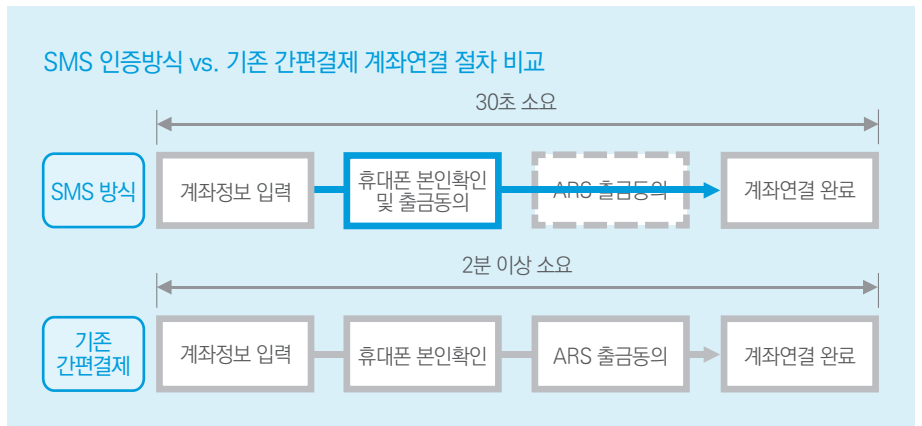 SMS 인증방식 vs. 기존 간편결제 계좌연결 절차 비교
30초 소요
SMS 방식
계좌정보 입력
휴대폰 본인확인
및 출금동의
ARS 출금동의
계좌연결 완료
2분 이상 소요
기존
간편결제
계좌정보 입력
휴대폰 본인확인
ARS 출금동의
계좌연결 완료